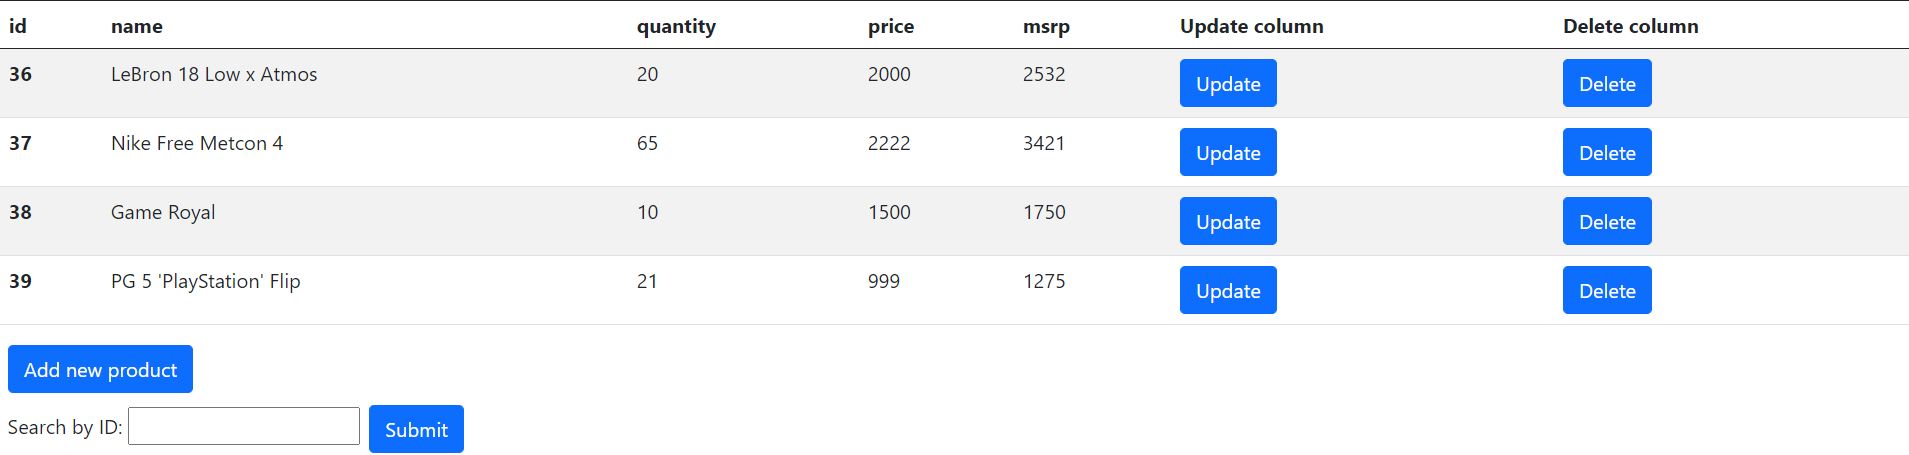 id name quantity price msrp Update column Delete column
36 LeBron 18 Low x Atmos 20 2000 2532 Update Delete
37 Nike Free Metcon 4 65 2222 3421 Update Delete
38 Game Royal 10 1500 1750 Update Delete
39 PG 5 'PlayStation' Flip 21 999 1275 Update Delete
Add new product
Search by ID: Submit